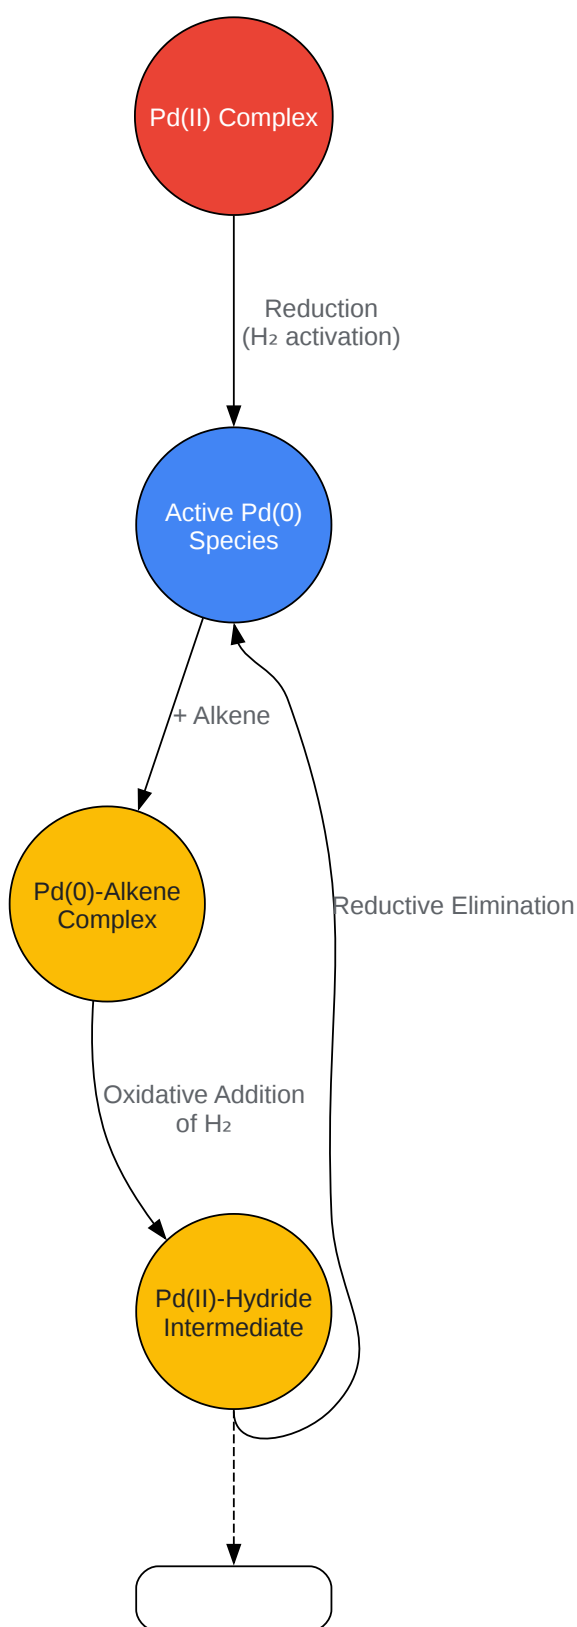 Pd(II) Complex
Reduction
(H₂ activation)
Active Pd(0)
Species
+ Alkene
Pd(0)-Alkene
Complex
Reductive Elimination
Oxidative Addition
of H₂
Pd(II)-Hydride
Intermediate